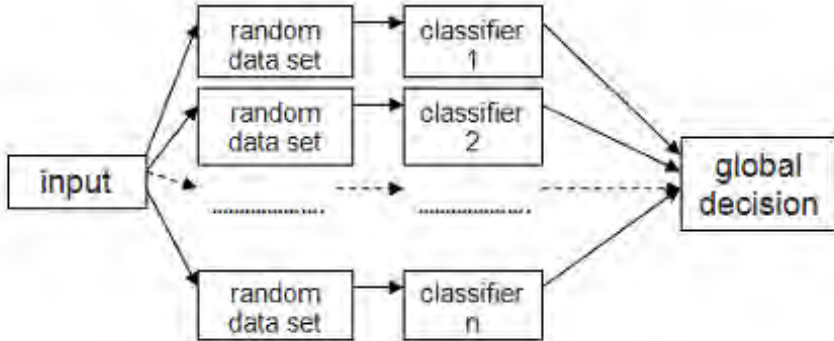 random
data set
classifier
1
random
data set
classifier
2
input
global
decision
....................
....................
random
data set
classifier
n